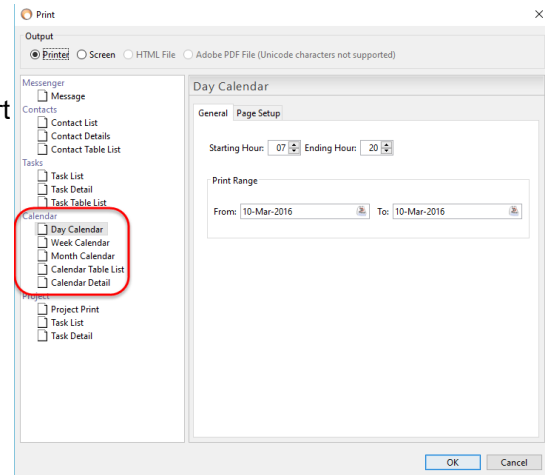 Print
Output
Printer Screen HTML File Adobe PDF File (Unicode characters not supported)
Messenger
Message
Contacts
Contact List
Contact Details
Contact Table List
Tasks
Task List
Task Detail
Task Table List
Calendar
Day Calendar
Week Calendar
Month Calendar
Calendar Table List
Calendar Detail
Project
Project Print
Task List
Task Detail
Day Calendar
General Page Setup
Starting Hour: 07 Ending Hour: 20
Print Range
From: 10-Mar-2016 To: 10-Mar-2016
OK Cancel